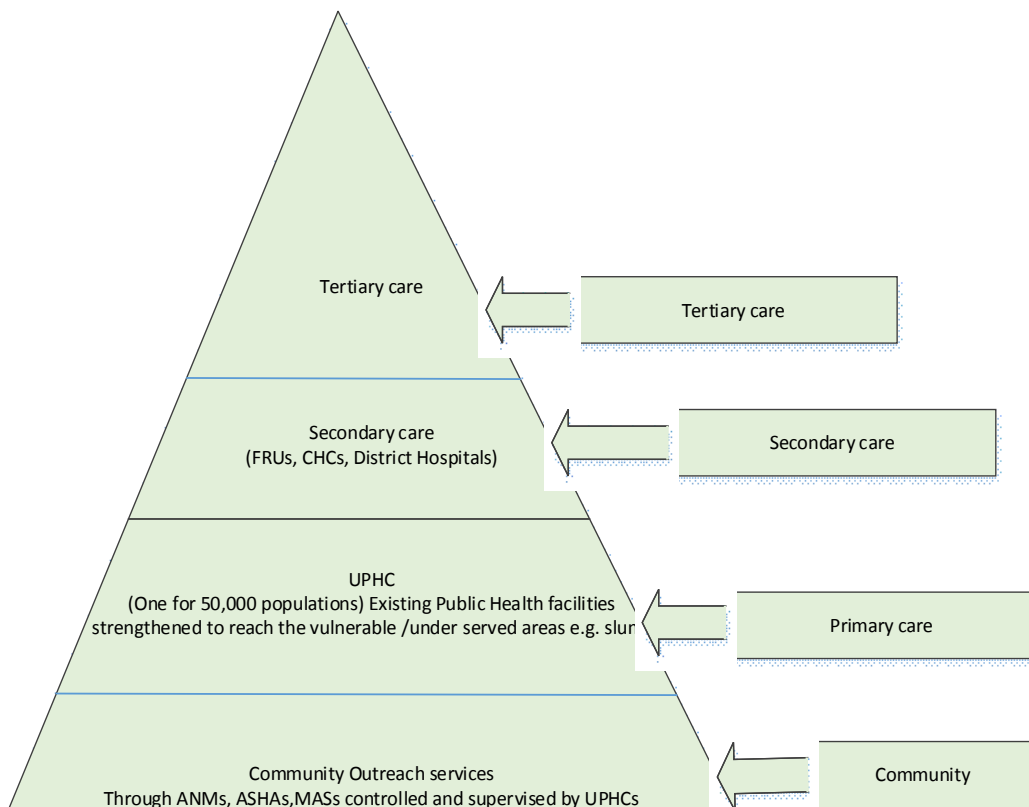 Tertiary care
Tertiary care
Secondary care
(FRUs, CHCs, District Hospitals)
Secondary care
UPHC
(One for 50,000 populations) Existing Public Health facilities
strengthened to reach the vulnerable /under served areas e.g.
Primary care
Community Outreach services
Through ANMs, ASHAs,MASs controlled and supervised by UPHCs
Community